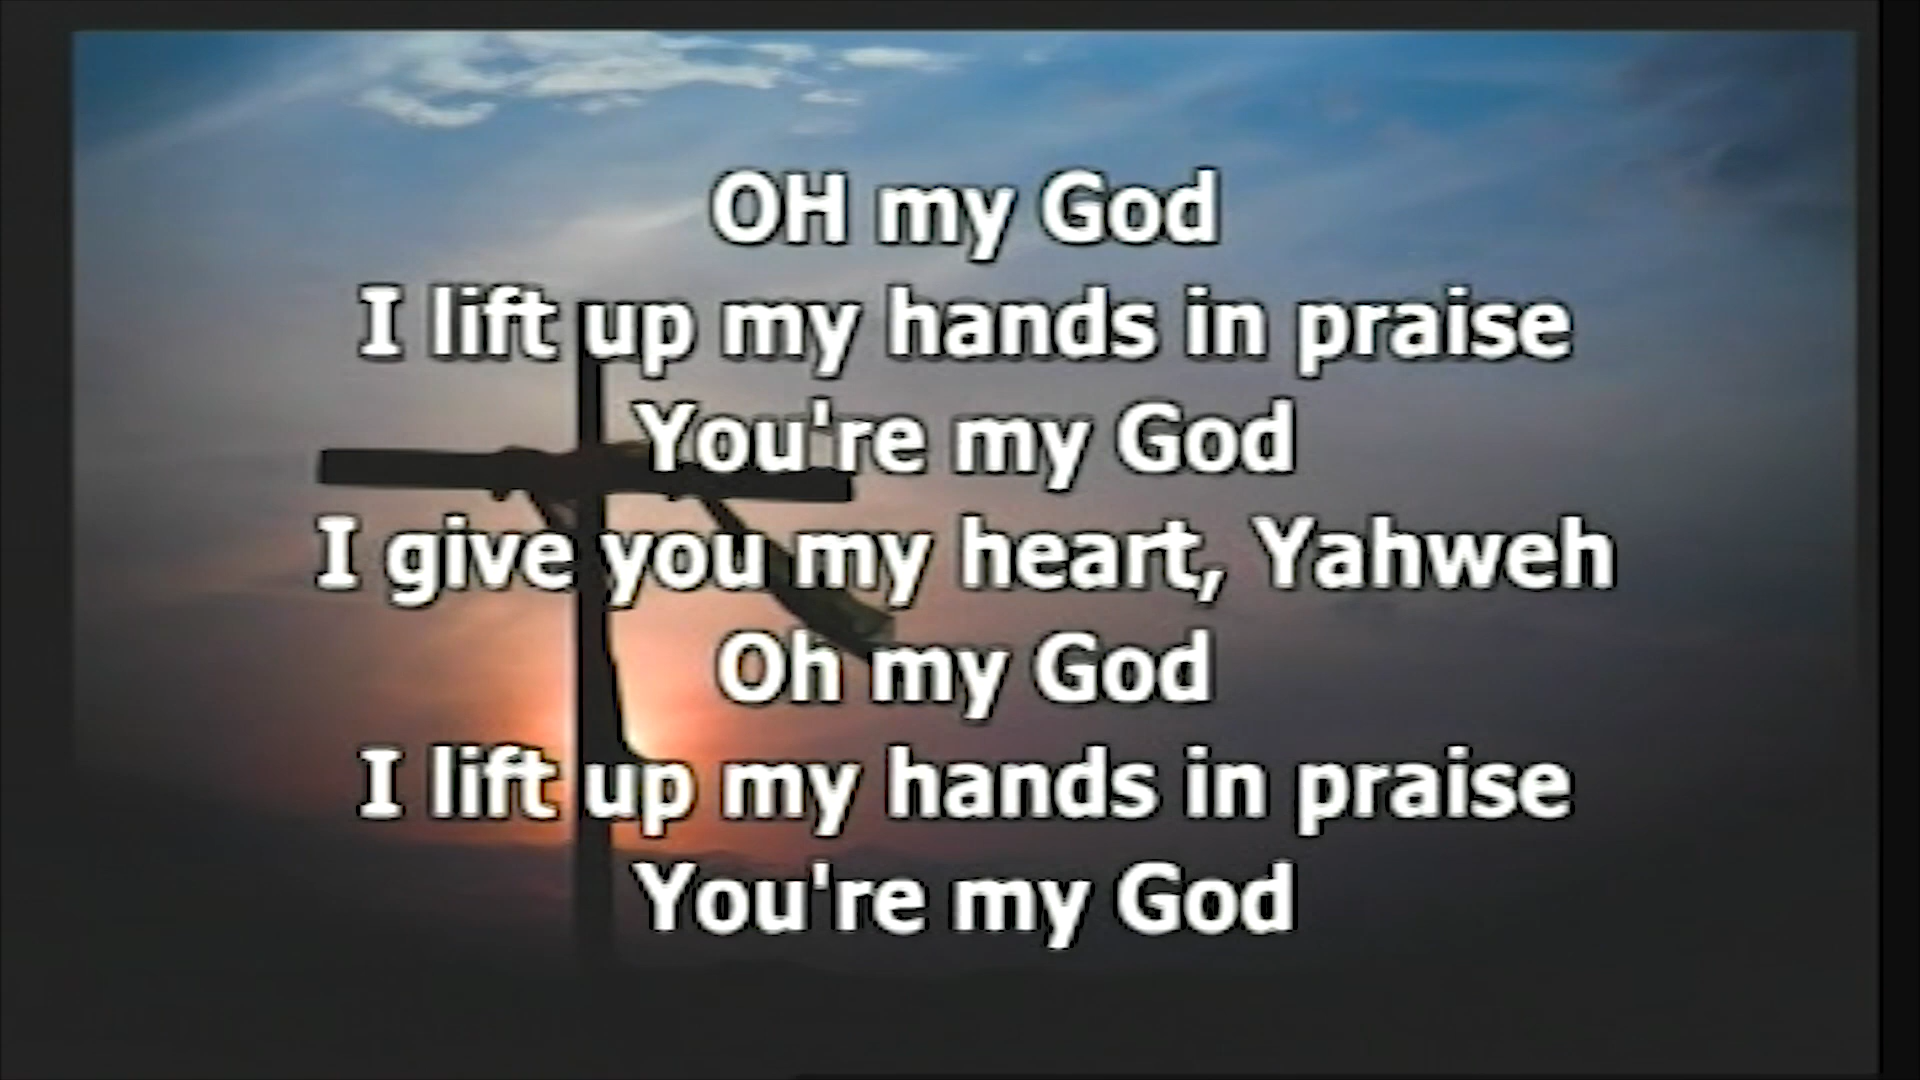 OH my God
I lift up my hands in praise
You're my God
I give you my heart, Yahweh
Oh my God
I lift up my hands in praise
You're my God